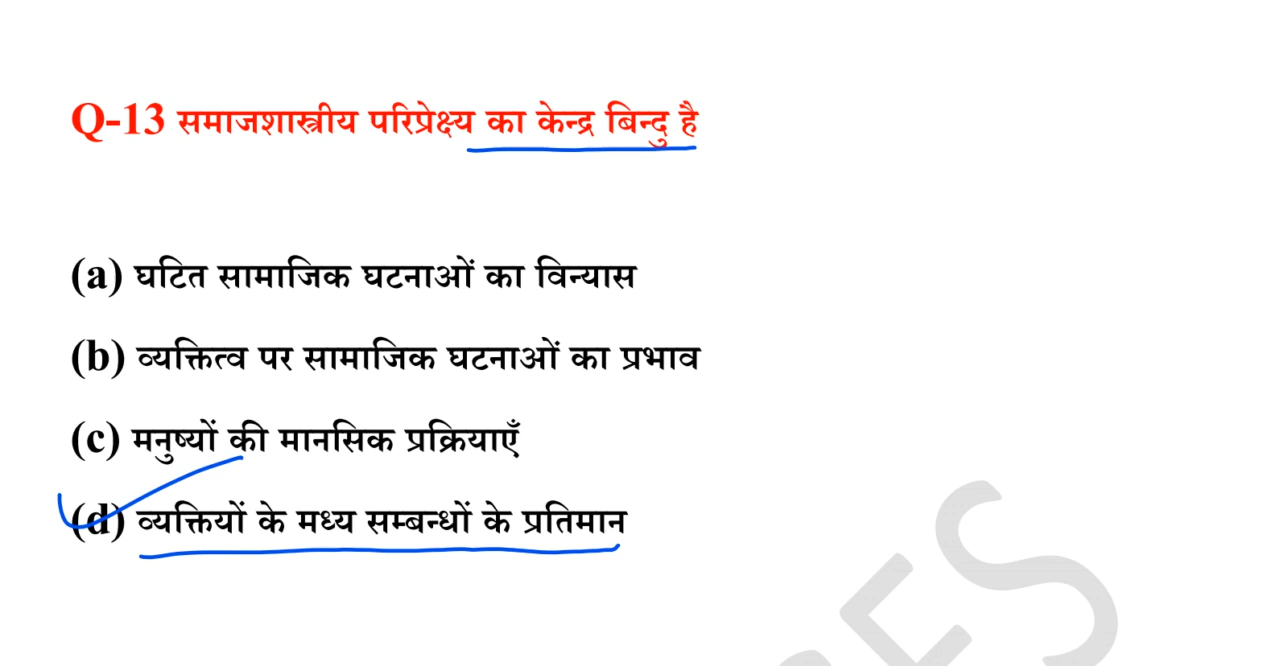 Q-13 समाजशास्त्रीय परिप्रेक्ष्य का केन्द्र बिन्दु है
(a) घटित सामाजिक घटनाओं का विन्यास
(b) व्यक्तित्व पर सामाजिक घटनाओं का प्रभाव
(c) मनुष्यों की मानसिक प्रक्रियाएँ
(d) व्यक्तियों के मध्य सम्बन्धों के प्रतिमान